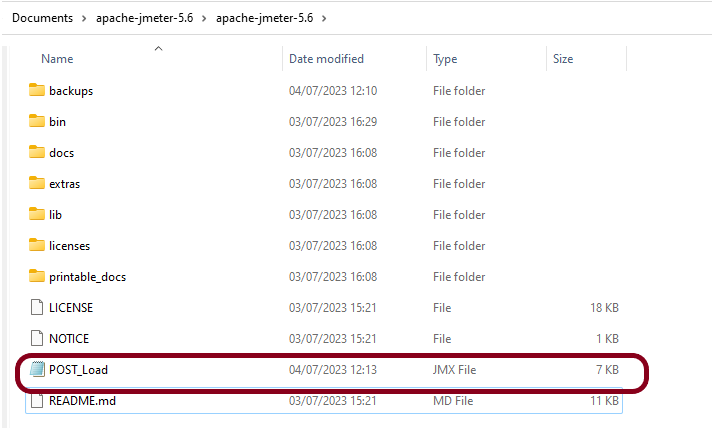 Documents > apache-jmeter-5.6 > apache-jmeter-5.6 >
Name Date modified Type Size
backups 04/07/2023 12:10 File folder
bin 03/07/2023 16:29 File folder
docs 03/07/2023 16:08 File folder
extras 03/07/2023 16:08 File folder
lib 03/07/2023 16:08 File folder
licenses 03/07/2023 16:08 File folder
printable_docs 03/07/2023 16:08 File folder
LICENSE 03/07/2023 15:21 File 18 KB
NOTICE 03/07/2023 15:21 File 1 KB
POST_Load 04/07/2023 12:13 JMX File 7 KB
README.md 03/07/2023 15:21 MD File 11 KB